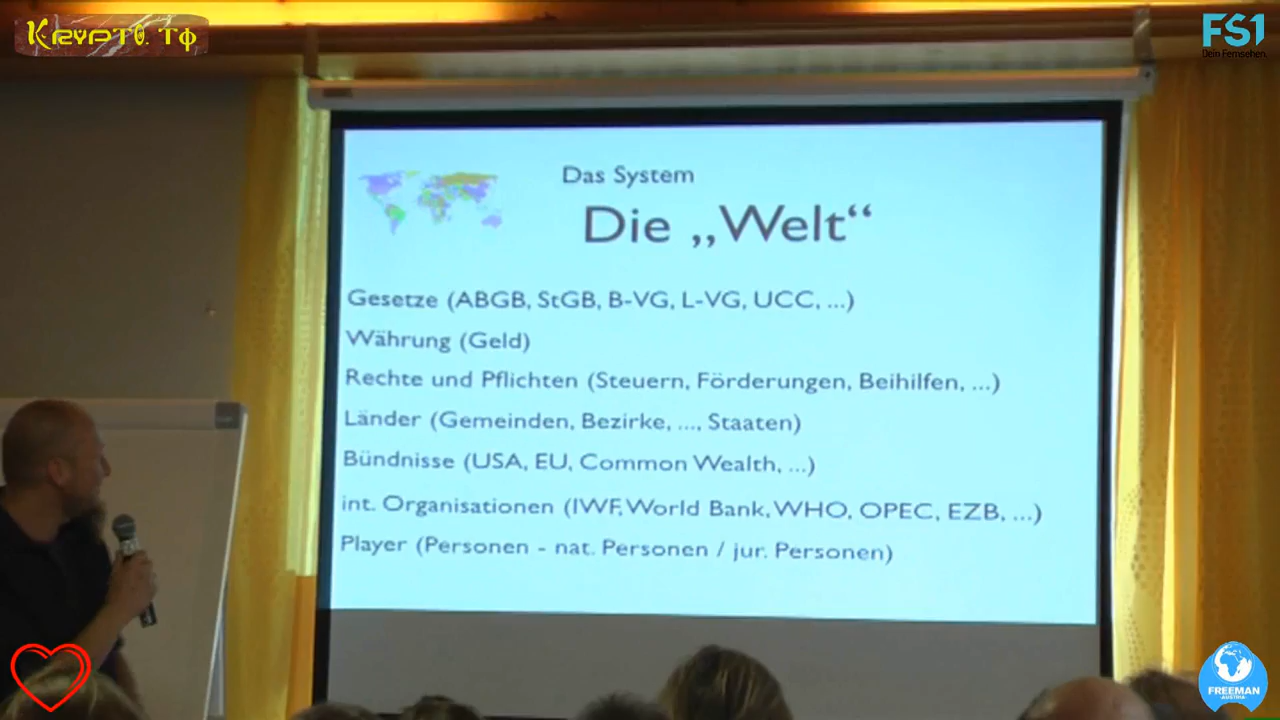 KRYPTO.TΦ
FS1
Dein Fernsehen.
Das System
Die „Welt“
Gesetze (ABGB, StGB, B-VG, L-VG, UCC, ...)
Währung (Geld)
Rechte und Pflichten (Steuern, Förderungen, Beihilfen, ...)
Länder (Gemeinden, Bezirke, ..., Staaten)
Bündnisse (USA, EU, Common Wealth, ...)
int. Organisationen (IWF, World Bank, WHO, OPEC, EZB, ...)
Player (Personen - nat. Personen / jur. Personen)
FREEMAN
AUSTRIA